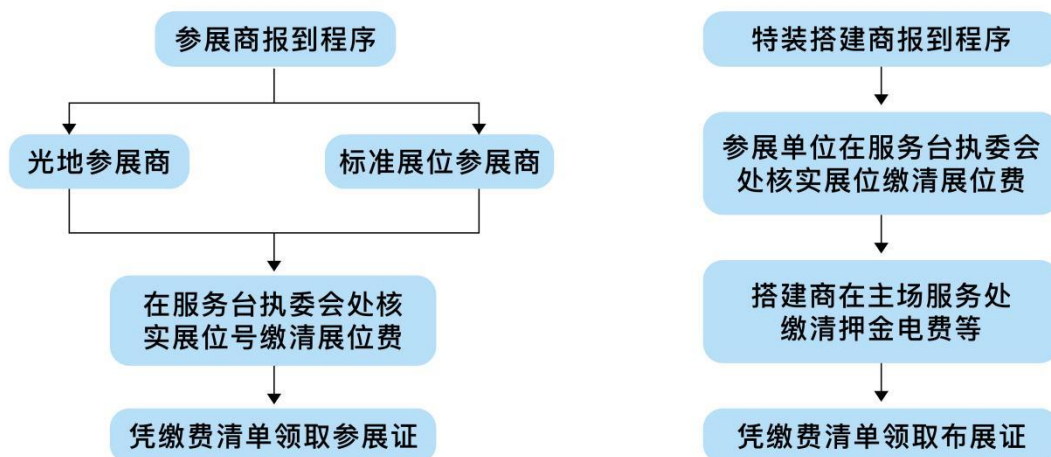 参展商报到程序
光地参展商
标准展位参展商
在服务台执委会处核
实展位号缴清展位费
凭缴费清单领取参展证
特装搭建商报到程序
参展单位在服务台执委会
处核实展位缴清展位费
搭建商在主场服务处
缴清押金电费等
凭缴费清单领取布展证